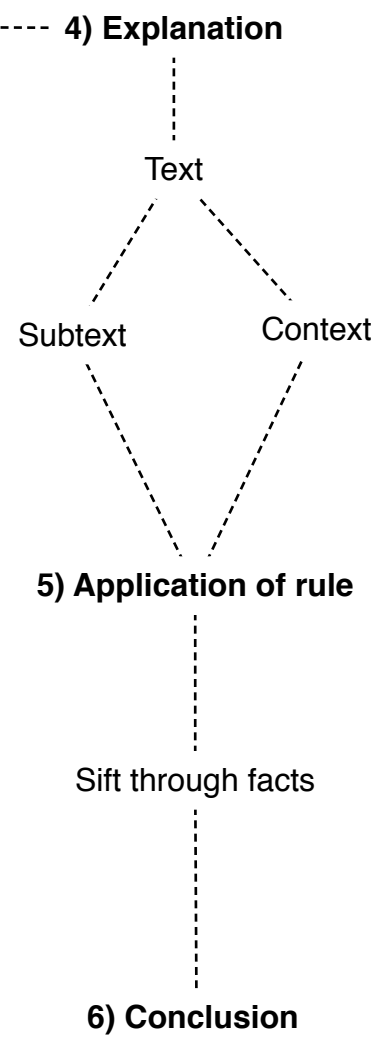 4) Explanation
Text
Subtext
Context
5) Application of rule
Sift through facts
6) Conclusion